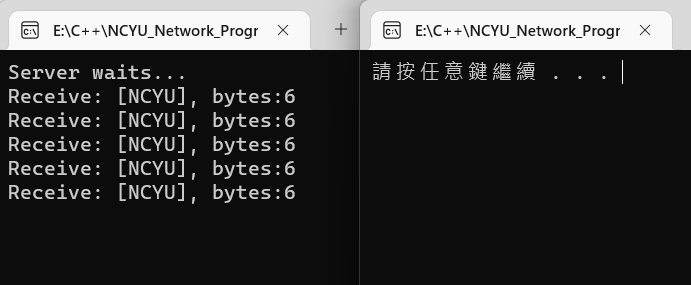 E:\C++\NCYU_Network_Progr
Server waits...
Receive: [NCYU], bytes:6
Receive: [NCYU], bytes:6
Receive: [NCYU], bytes:6
Receive: [NCYU], bytes:6
Receive: [NCYU], bytes:6
E:\C++\NCYU_Network_Progr
請按任意鍵繼續 . . .